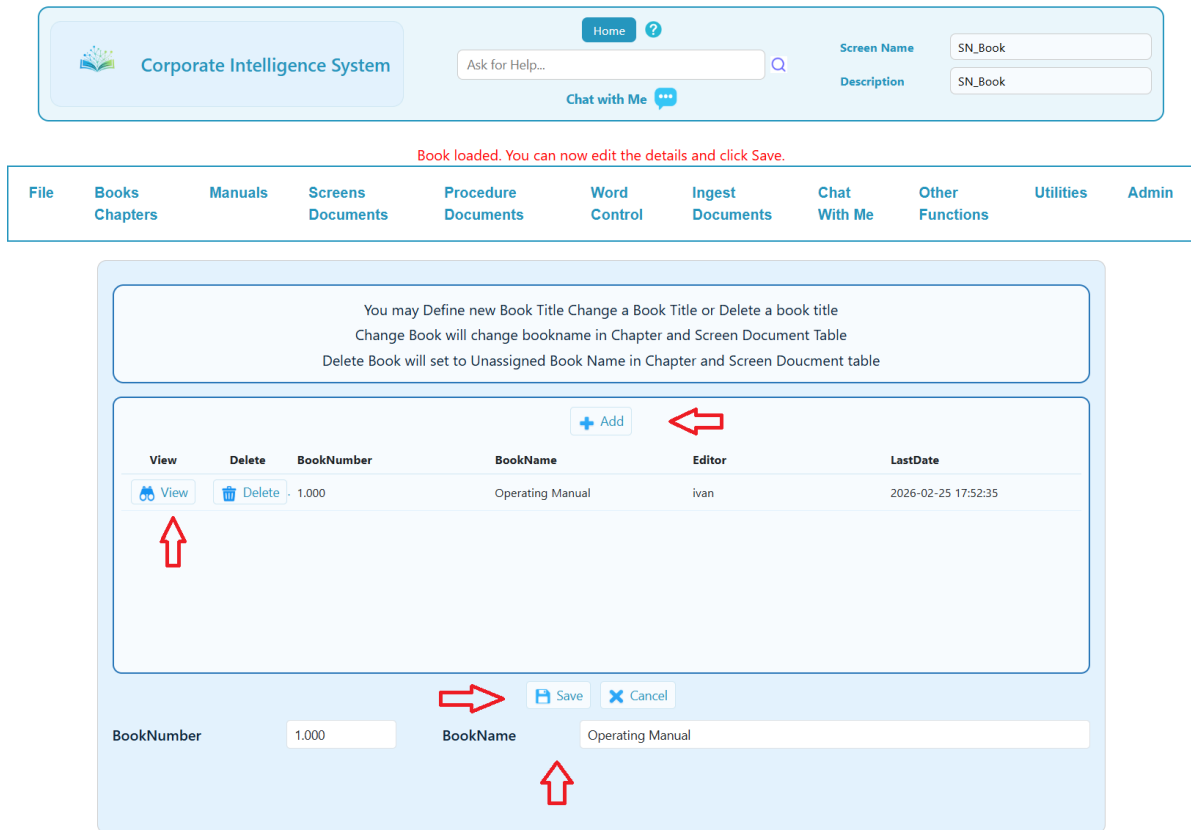 Home ?
Corporate Intelligence System
Ask for Help...
Chat with Me
Screen Name SN_Book
Description SN_Book
Book loaded. You can now edit the details and click Save.
File
Books
Chapters
Manuals
Screens
Documents
Procedure
Documents
Word
Control
Ingest
Documents
Chat
With Me
Other
Functions
Utilities
Admin
You may Define new Book Title Change a Book Title or Delete a book title
Change Book will change bookname in Chapter and Screen Document Table
Delete Book will set to Unassigned Book Name in Chapter and Screen Doucment table
Add
View Delete BookNumber BookName Editor LastDate
View Delete 1.000 Operating Manual ivan 2026-02-25 17:52:35
Save Cancel
BookNumber 1.000 BookName Operating Manual